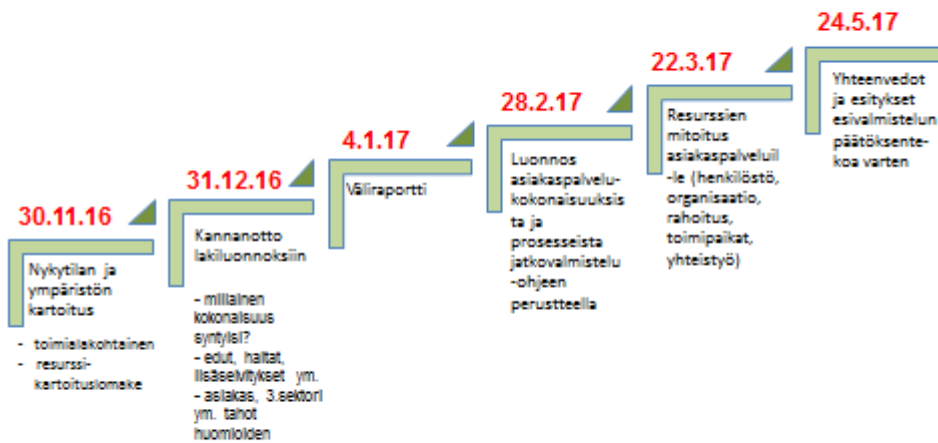 30.11.16
Nykytilan ja
ympäristön
kartoitus
- toimialakohtainen
- resurssi-
kartoituslomake
31.12.16
Kannanotto
lakiluonnoksiin
- millainen
kokonaisuus
syntyisi?
- edut, haitat,
lisäselvitykset ym.
- asiakas, 3.sektori
ym. tahot
huomioiden
4.1.17
Väliraportti
28.2.17
Luonnos
asiakaspalvelu-
kokonaisuuksis
ta ja
prosesseista
jatkovalmistelu
-ohjeen
perustteella
22.3.17
Resurssien
mitoitus
asiakaspalveluil
-le (henkilöstö,
organisaatio,
rahoitus,
toimipaikat,
yhteistyö)
24.5.17
Yhteenvedot
ja esitykset
esivalmistelun
päätöksente-
koa varten